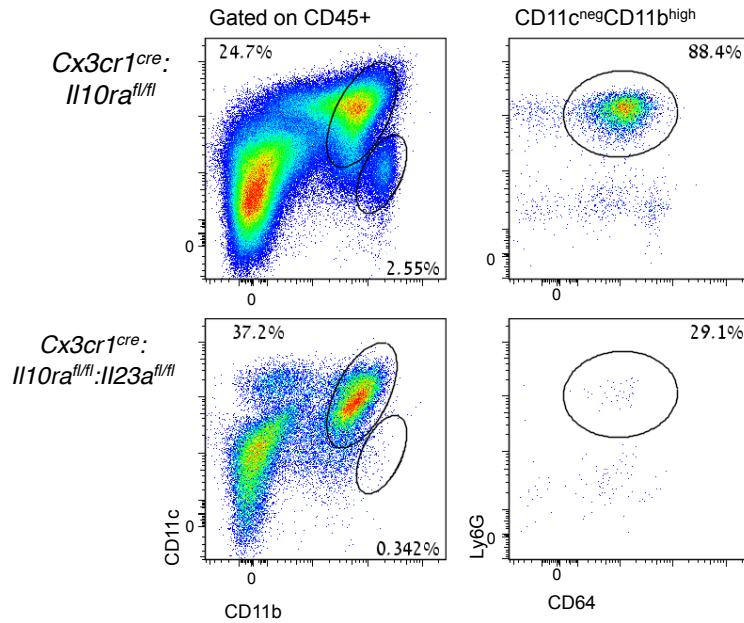 Gated on CD45+
CD11cnegCD11bhigh
Cx3cr1cre:
Il10rafl/fl
24.7%
2.55%
88.4%
0
0
0
0
Cx3cr1cre:
Il10rafl/fl:Il23afl/fl
37.2%
0.342%
29.1%
CD11c
0
0
Ly6G
0
0
CD11b
CD64